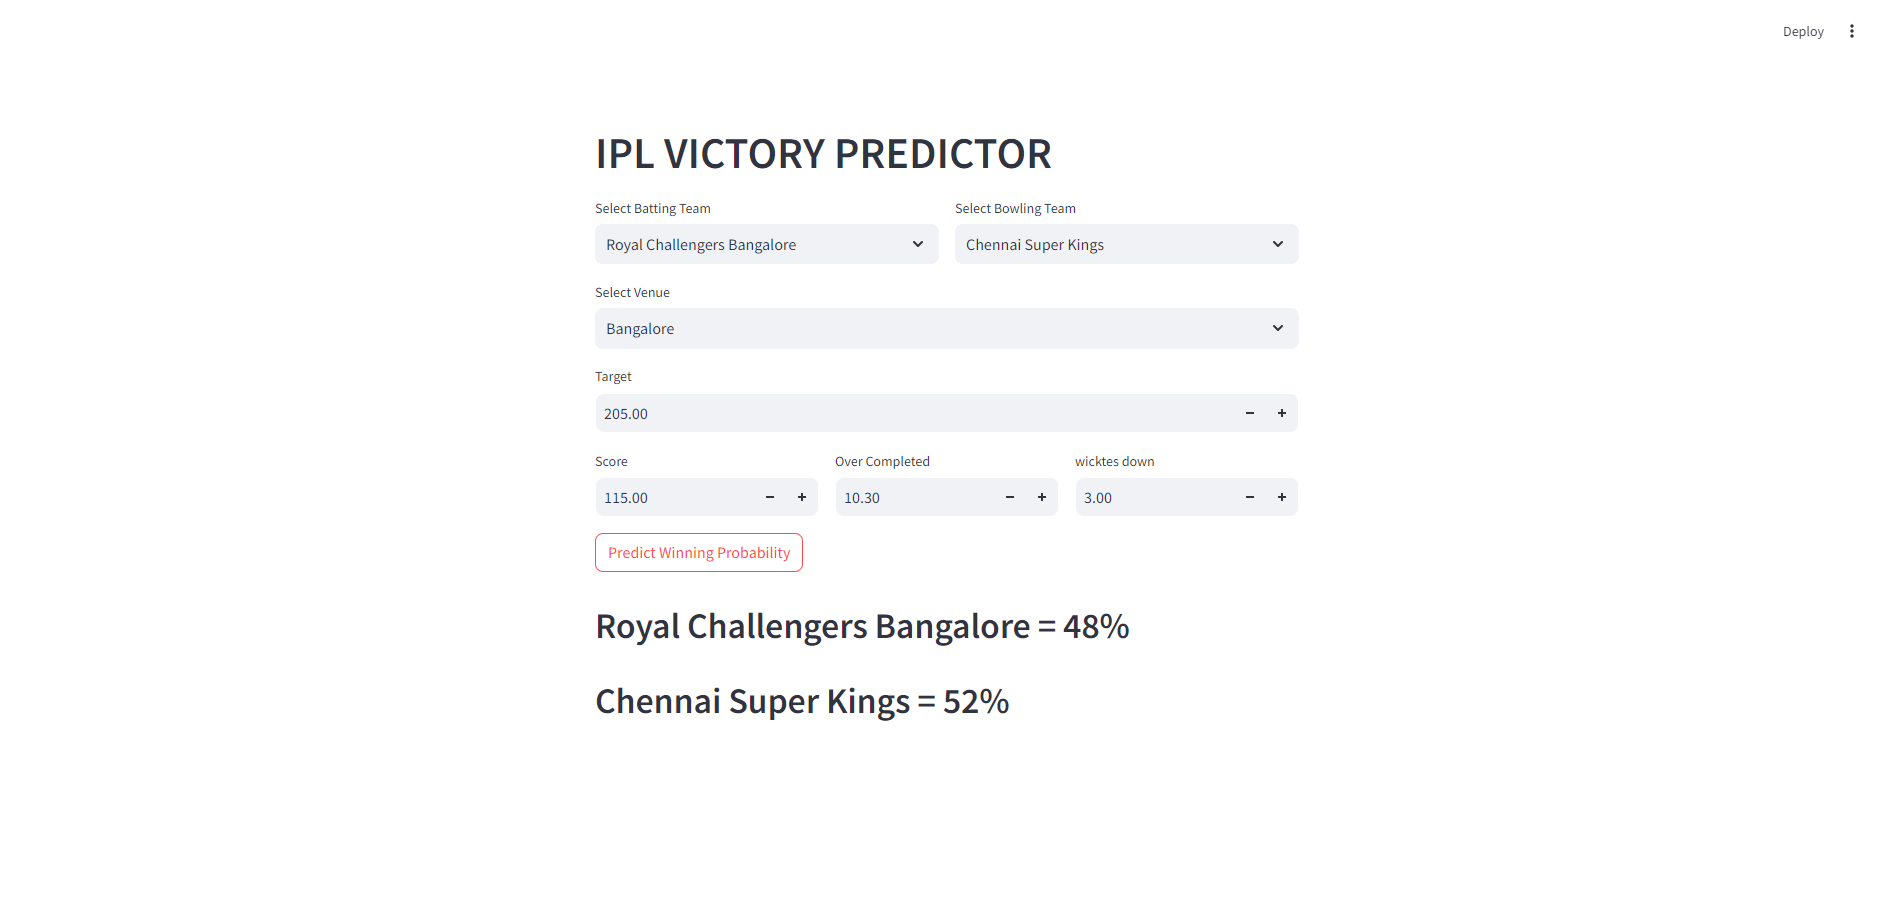 Deploy
IPL VICTORY PREDICTOR
Select Batting Team
Select Bowling Team
Royal Challengers Bangalore
Chennai Super Kings
Select Venue
Bangalore
Target
205.00
Score
Over Completed
wicktes down
115.00
10.30
3.00
Predict Winning Probability
Royal Challengers Bangalore = 48%
Chennai Super Kings = 52%